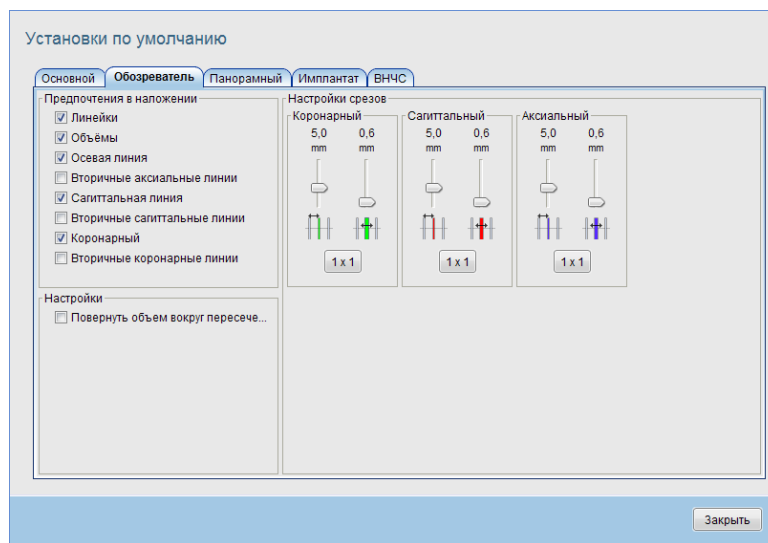 Установки по умолчанию
Основной Обозреватель Панорамный Имплантат ВНЧС
Предпочтения в наложении
Линейки
Объёмы
Осевая линия
Вторичные аксиальные линии
Сагиттальная линия
Вторичные сагиттальные линии
Коронарный
Вторичные коронарные линии
Настройки
Повернуть объем вокруг пересече...
Настройки срезов
Коронарный
5,0 0,6
mm mm
1 x 1
Сагиттальный
5,0 0,6
mm mm
1 x 1
Аксиальный
5,0 0,6
mm mm
1 x 1
Закрыть